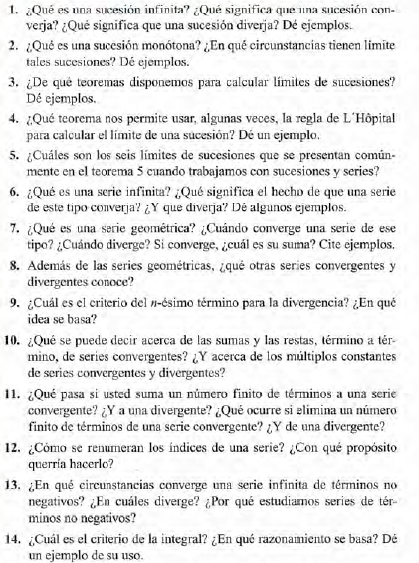 1. ¿Qué es una sucesión infinita? ¿Qué significa que una sucesión con-
verja? ¿Qué significa que una sucesión diverja? Dé ejemplos.
2. ¿Qué es una sucesión monótona? ¿En qué circunstancias tienen límite
tales sucesiones? Dé ejemplos.
3. ¿De qué teoremas disponemos para calcular límites de sucesiones?
Dé ejemplos.
4. ¿Qué teorema nos permite usar, algunas veces, la regla de L´Hôpital
para calcular el límite de una sucesión? Dé un ejemplo.
5. ¿Cuáles son los seis límites de sucesiones que se presentan común-
mente en el teorema 5 cuando trabajamos con sucesiones y series?
6. ¿Qué es una serie infinita? ¿Qué significa el hecho de que una serie
de este tipo converja? ¿Y que diverja? Dé algunos ejemplos.
7. ¿Qué es una serie geométrica? ¿Cuándo converge una serie de ese
tipo? ¿Cuándo diverge? Si converge, ¿cuál es su suma? Cite ejemplos.
8. Además de las series geométricas, ¿qué otras series convergentes y
divergentes conoce?
9. ¿Cuál es el criterio del n-ésimo término para la divergencia? ¿En qué
idea se basa?
10. ¿Qué se puede decir acerca de las sumas y las restas, término a tér-
mino, de series convergentes? ¿Y acerca de los múltiplos constantes
de series convergentes y divergentes?
11. ¿Qué pasa si usted suma un número finito de términos a una serie
convergente? ¿Y a una divergente? ¿Qué ocurre si elimina un número
finito de términos de una serie convergente? ¿Y de una divergente?
12. ¿Cómo se renumeran los índices de una serie? ¿Con qué propósito
querría hacerlo?
13. ¿En qué circunstancias converge una serie infinita de términos no
negativos? ¿En cuáles diverge? ¿Por qué estudiamos series de tér-
minos no negativos?
14. ¿Cuál es el criterio de la integral? ¿En qué razonamiento se basa? Dé
un ejemplo de su uso.